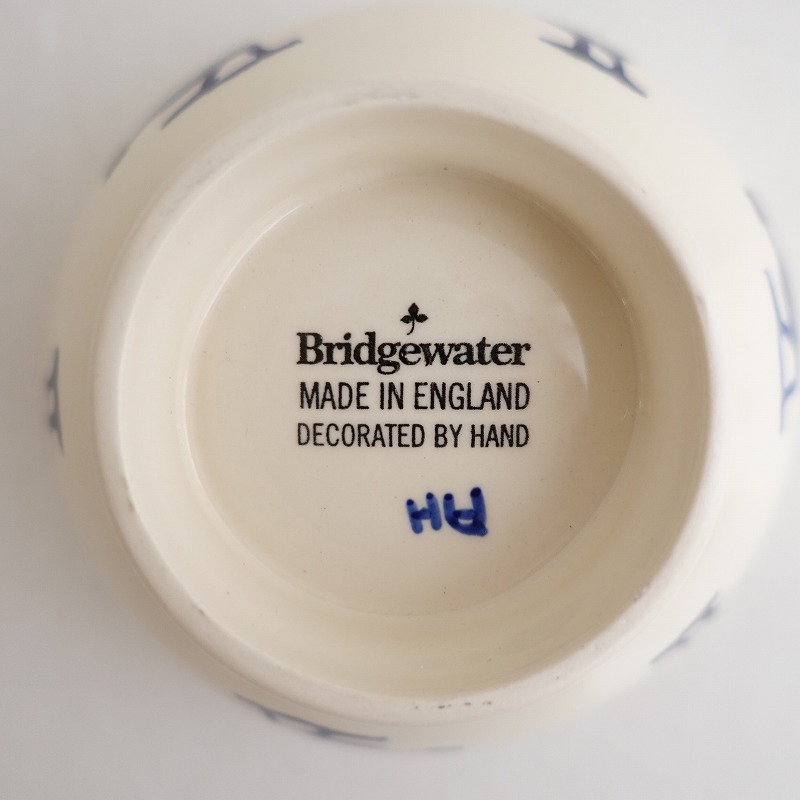 Bridgewater
MADE IN ENGLAND
DECORATED BY HAND